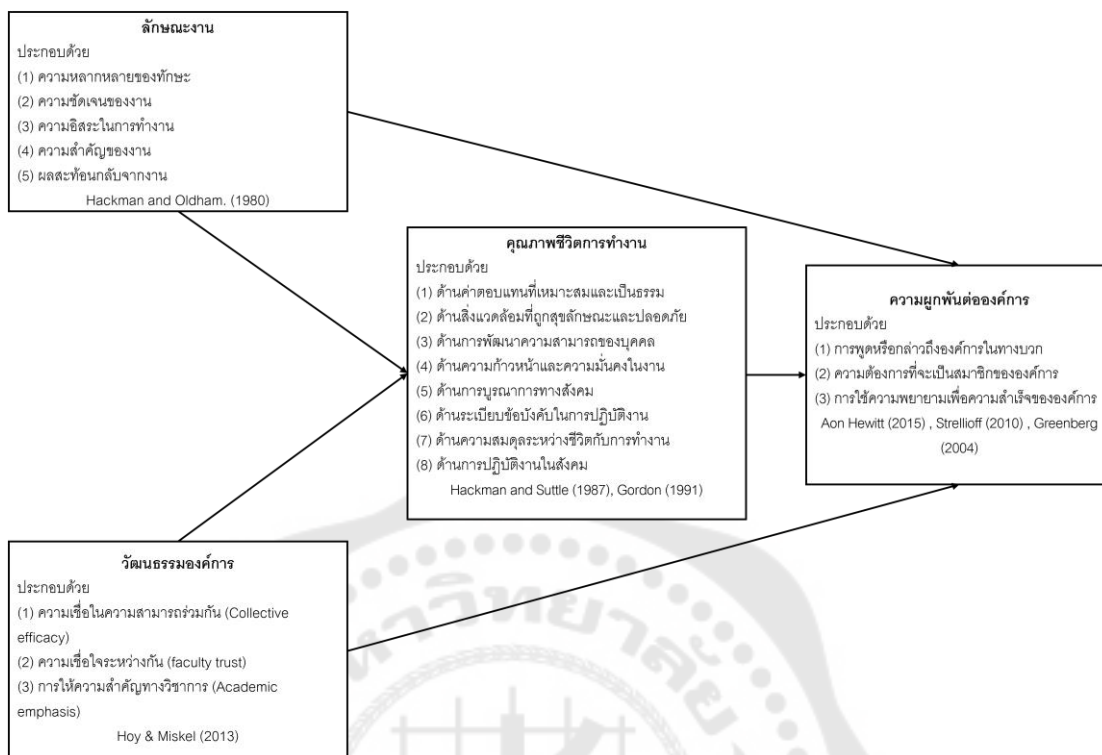 ลักษณะงาน
ประกอบด้วย
(1) ความหลากหลายของทักษะ
(2) ความชัดเจนของงาน
(3) ความอิสระในการทำงาน
(4) ความสำคัญของงาน
(5) ผลสะท้อนกลับจากงาน
Hackman and Oldham. (1980)
คุณภาพชีวิตการทำงาน
ประกอบด้วย
(1) ด้านค่าตอบแทนที่เหมาะสมและเป็นธรรม
(2) ด้านสิ่งแวดล้อมที่ถูกสุขลักษณะและปลอดภัย
(3) ด้านการพัฒนาความสามารถของบุคคล
(4) ด้านความก้าวหน้าและความมั่นคงในงาน
(5) ด้านการบูรณาการทางสังคม
(6) ด้านระเบียบข้อบังคับในการปฏิบัติงาน
(7) ด้านความสมดุลระหว่างชีวิตกับการทำงาน
(8) ด้านการปฏิบัติงานในสังคม
Hackman and Suttle (1987), Gordon (1991)
ความผูกพันต่อองค์การ
ประกอบด้วย
(1) การพูดหรือกล่าวถึงองค์การในทางบวก
(2) ความต้องการที่จะเป็นสมาชิกขององค์การ
(3) การใช้ความพยายามเพื่อความสำเร็จขององค์การ
Aon Hewitt (2015) , Strellioff (2010) , Greenberg
(2004)
วัฒนธรรมองค์การ
ประกอบด้วย
(1) ความเชื่อในความสามารถร่วมกัน (Collective
efficacy)
(2) ความเชื่อใจระหว่างกัน (faculty trust)
(3) การให้ความสำคัญทางวิชาการ (Academic
emphasis)
Hoy & Miskel (2013)